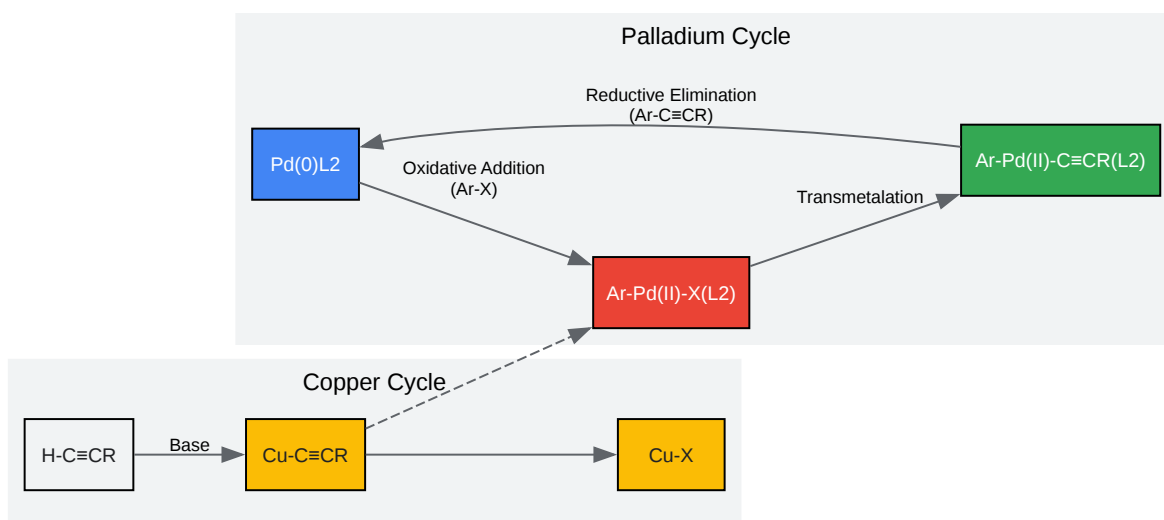 Palladium Cycle
Reductive Elimination
(Ar-C≡CR)
Pd(0)L2
Oxidative Addition
(Ar-X)
Ar-Pd(II)-C≡CR(L2)
Transmetalation
Ar-Pd(II)-X(L2)
Copper Cycle
H-C≡CR
Base
Cu-C≡CR
Cu-X